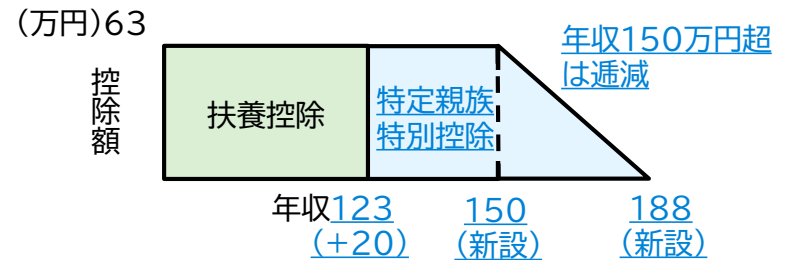 (万円)63
控除額
扶養控除
特定親族
特別控除
年収150万円超
は逓減
年収123
(+20)
150
(新設)
188
(新設)